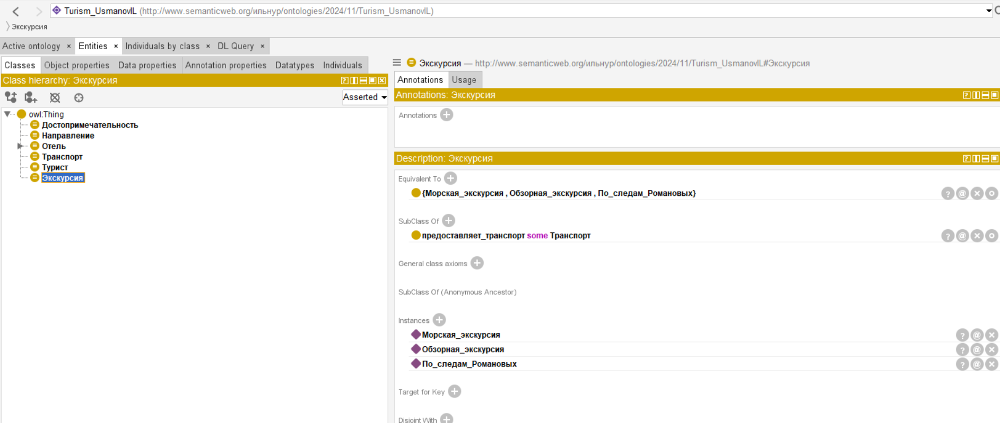 Turism_UsmanovIL (http://www.semanticweb.org/ильнур/ontologies/2024/11/Turism_UsmanovIL)
Экскурсия
Active ontology × Entities × Individuals by class × DL Query ×
Classes Object properties Data properties Annotation properties Datatypes Individuals
Class hierarchy: Экскурсия
Asserted
owl:Thing
Достопримечательность
Направление
Отель
Транспорт
Турист
Экскурсия
Экскурсия — http://www.semanticweb.org/ильнур/ontologies/2024/11/Turism_UsmanovIL#Экскурсия
Annotations Usage
Annotations: Экскурсия
Annotations
Description: Экскурсия
Equivalent To
{Морская_экскурсия , Обзорная_экскурсия , По_следам_Романовых}
SubClass Of
предоставляет_транспорт some Транспорт
General class axioms
SubClass Of (Anonymous Ancestor)
Instances
Морская_экскурсия
Обзорная_экскурсия
По_следам_Романовых
Target for Key
Disjoint With